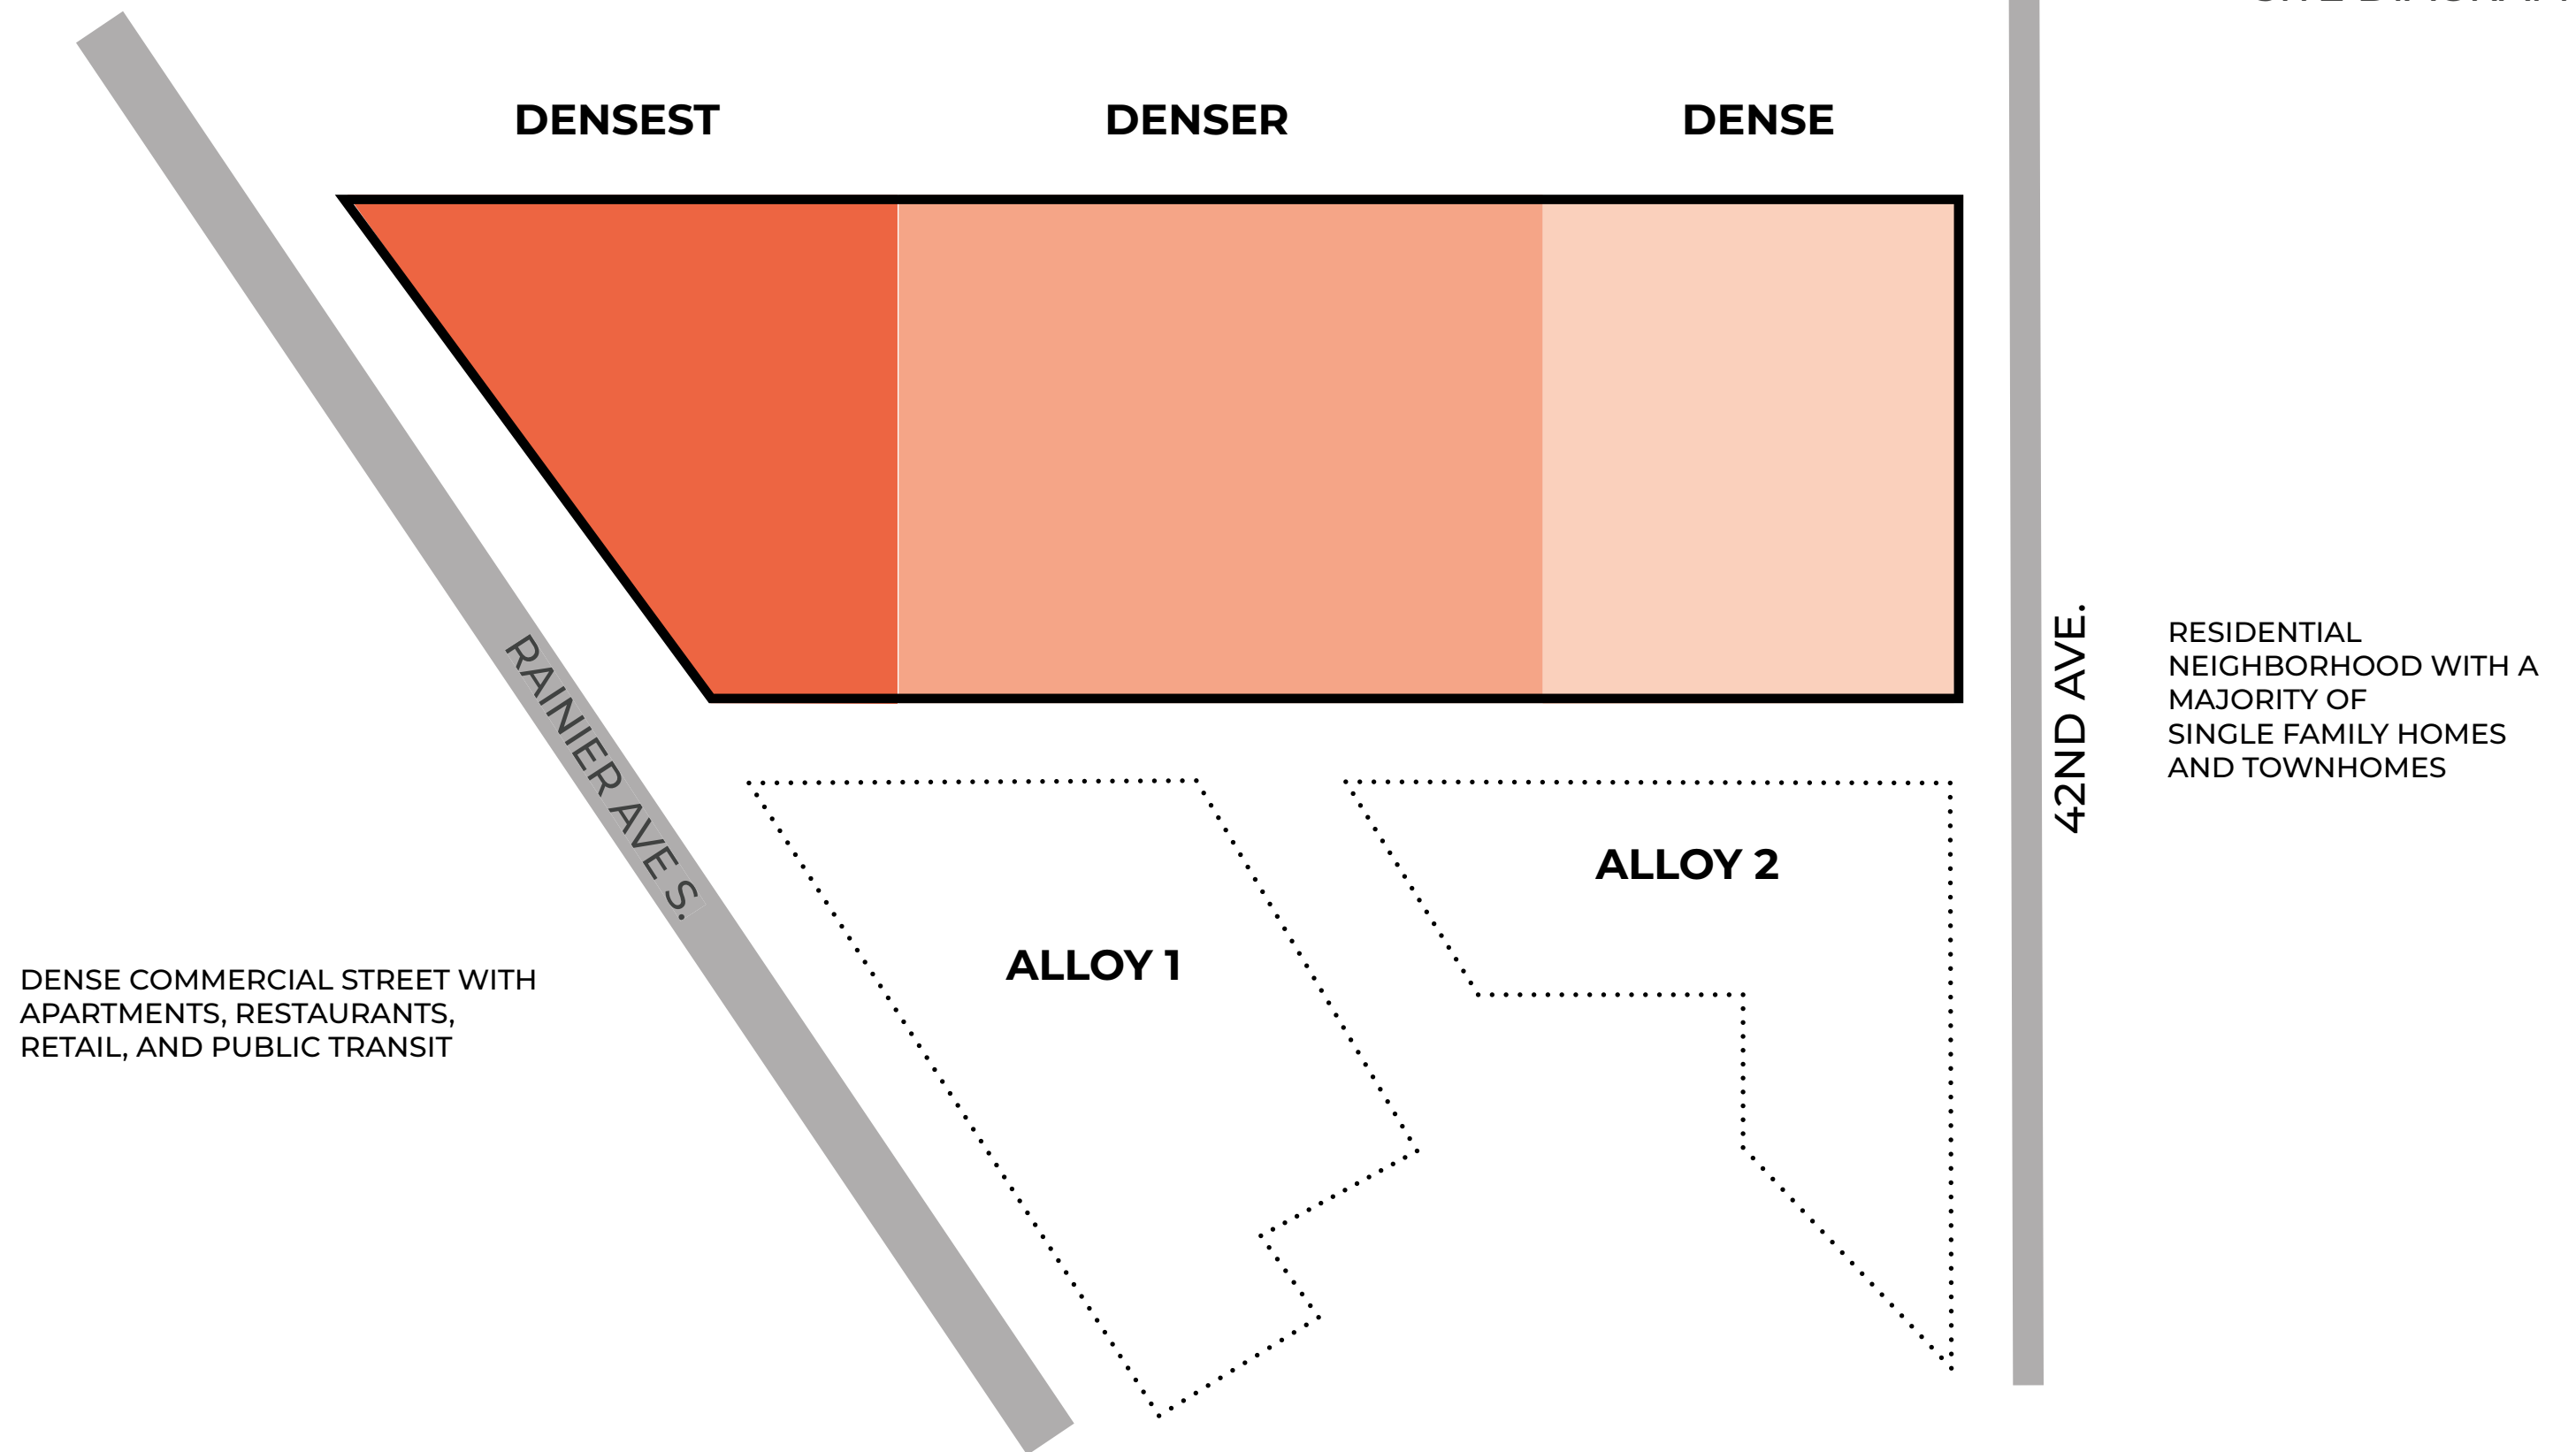 DENSEST
DENSER
DENSE
RAINIER AVE S.
42ND AVE.
RESIDENTIAL
NEIGHBORHOOD WITH A
MAJORITY OF
SINGLE FAMILY HOMES
AND TOWNHOMES
ALLOY 2
ALLOY 1
DENSE COMMERCIAL STREET WITH
APARTMENTS, RESTAURANTS,
RETAIL, AND PUBLIC TRANSIT